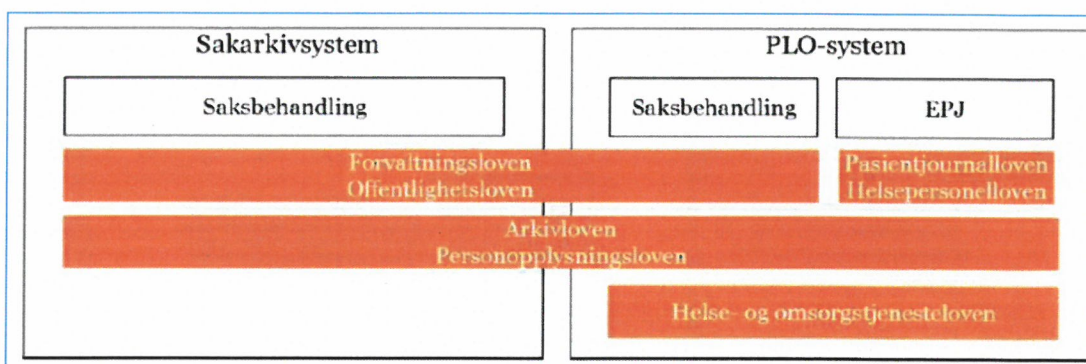 Sakarkivsystem
PLO-system
Saksbehandling
Saksbehandling
EPJ
Forvaltningsloven
Offentlighetsloven
Pasientjournalloven
Helsepersonelloven
Arkivloven
Personopplysningsloven
Helse- og omsorgstjenesteloven